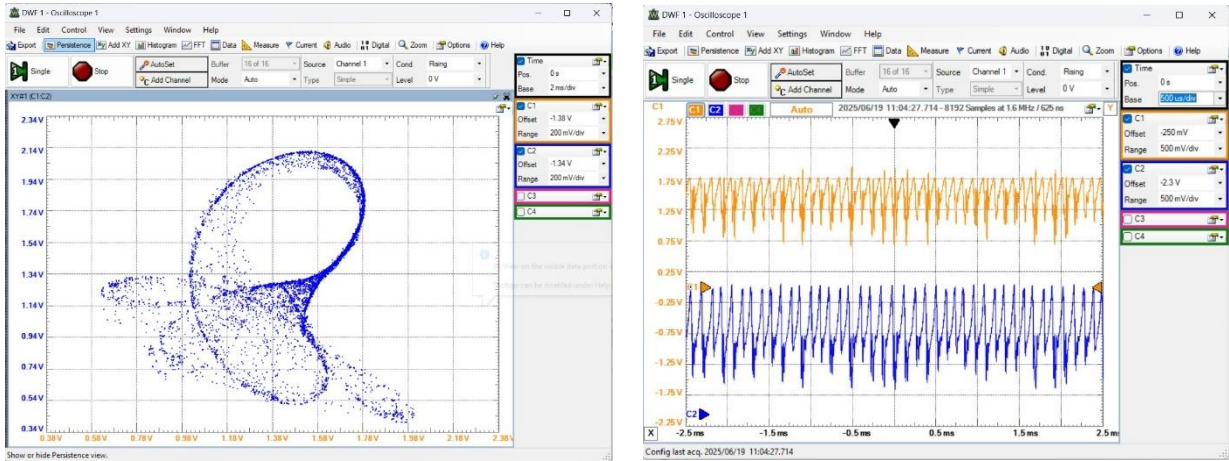 DWF 1 - Oscilloscope 1
File Edit Control View Settings Window Help
Export Persistence Add XY Histogram FFT Data Measure Current Audio Digital Zoom Options Help
Single Stop AutoSet Buffer 16 of 16 Source Channel 1 Cond. Rising
Add Channel Mode Auto Type Simple Level 0 V
XY#1 (C1:C2)
2.34 V
2.14 V
1.94 V
1.74 V
1.54 V
1.34 V
1.14 V
0.94 V
0.74 V
0.54 V
0.34 V
0.38 V 0.58 V 0.78 V 0.98 V 1.18 V 1.38 V 1.58 V 1.78 V 1.98 V 2.18 V 2.38
Time
Pos. 0 s
Base 2 ms/div
C1
Offset -1.38 V
Range 200 mV/div
C2
Offset -1.34 V
Range 200 mV/div
C3
C4
Show or hide Persistence view.
DWF 1 - Oscilloscope 1
File Edit Control View Settings Window Help
Export Persistence Add XY Histogram FFT Data Measure Current Audio Digital Zoom Options Help
Single Stop AutoSet Buffer 16 of 16 Source Channel 1 Cond. Rising
Add Channel Mode Auto Type Simple Level 0 V
C1 C1 C2 Auto 2025/06/19 11:04:27.714 - 8192 Samples at 1.6 MHz / 625 ns Y
2.75 V
2.25 V
1.75 V
0.75 V
0.25 V
-0.25 V
-0.75 V
-1.25 V
-1.75 V
-2.25 V
C2
X -2.5 ms -1.5 ms -0.5 ms 0.5 ms 1.5 ms 2.5 m
Time
Pos. 0 s
Base 500 us/div
C1
Offset -250 mV
Range 500 mV/div
C2
Offset -2.3 V
Range 500 mV/div
C3
C4
Config last acq. 2025/06/19 11:04:27.714